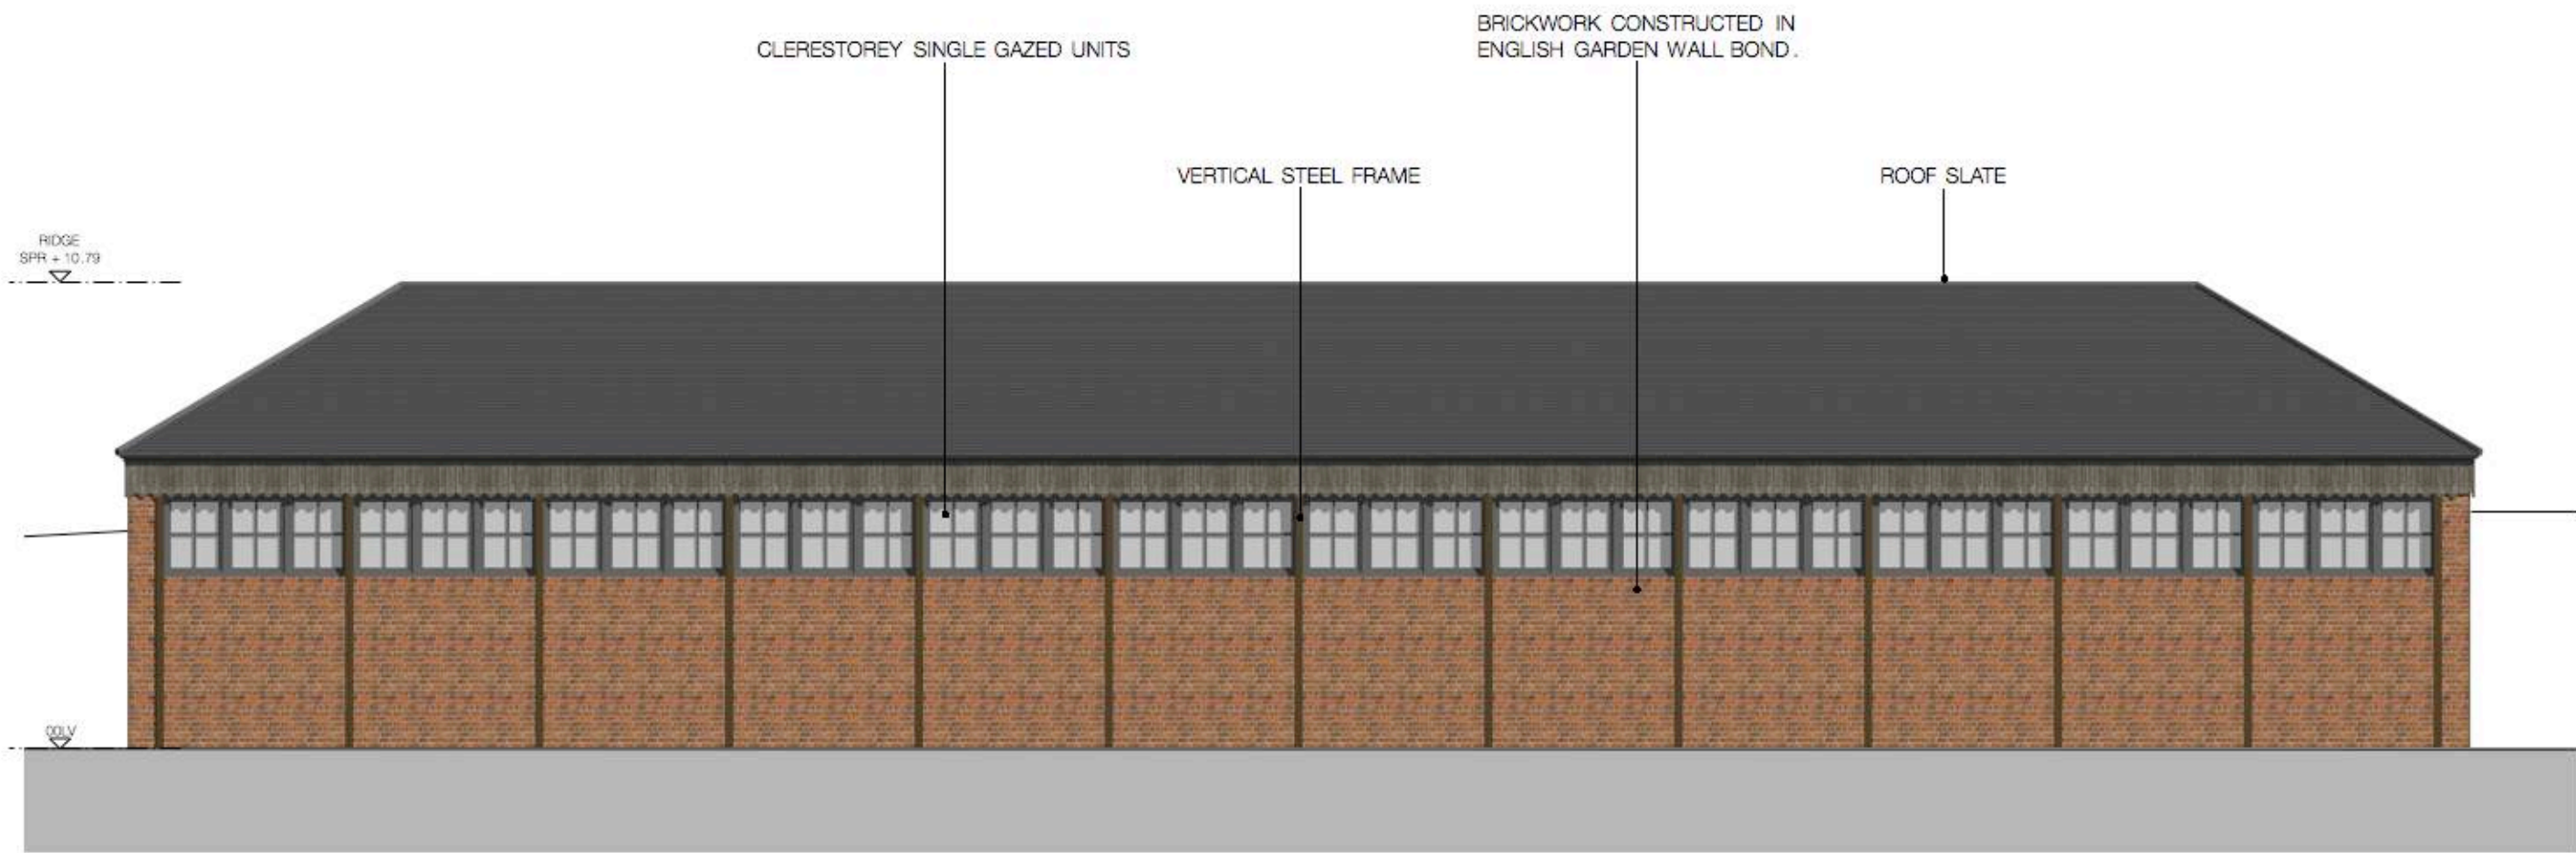 BRICKWORK CONSTRUCTED IN
ENGLISH GARDEN WALL BOND.
CLERESTOREY SINGLE GAZED UNITS
VERTICAL STEEL FRAME
ROOF SLATE
RIDGE
SPR + 10.79
00LV